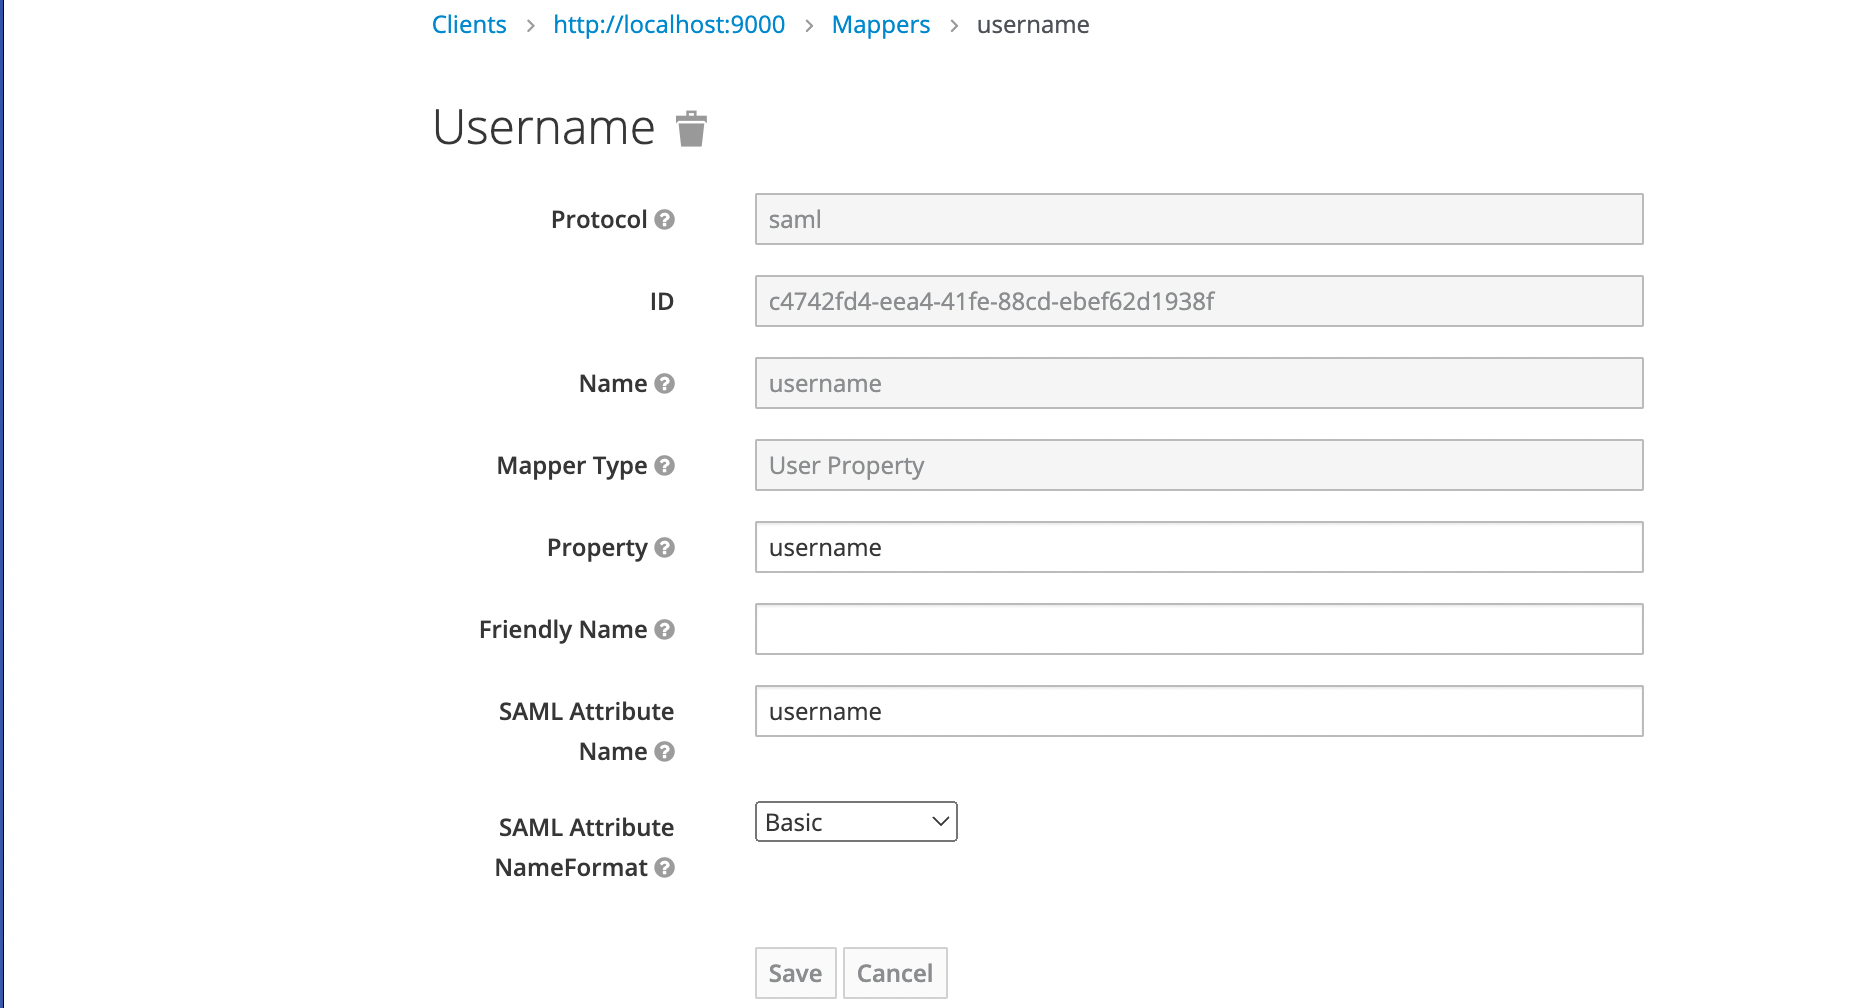 Clients > http://localhost:9000 > Mappers > username
Username
Protocol saml
ID c4742fd4-eea4-41fe-88cd-ebef62d1938f
Name username
Mapper Type User Property
Property username
Friendly Name
SAML Attribute Name username
SAML Attribute NameFormat Basic
Save Cancel